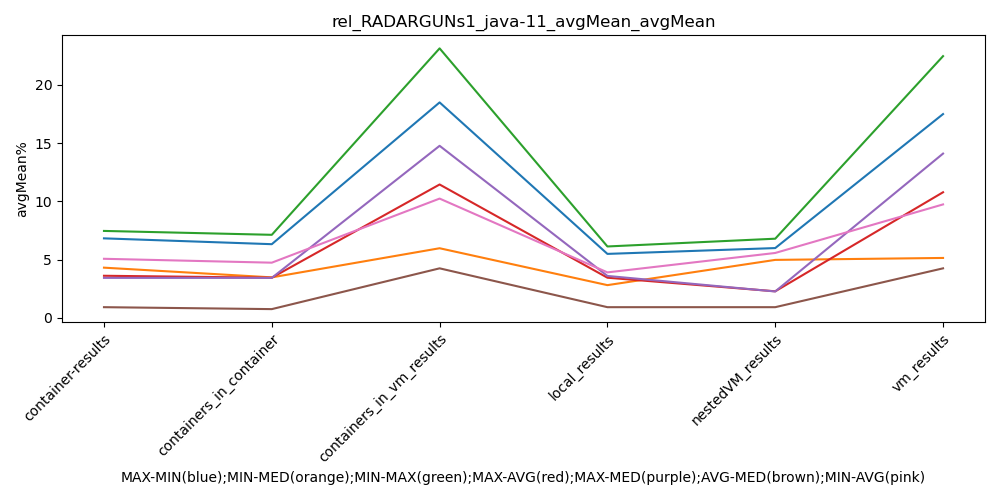 rel_RADARGUNs1_java-11_avgMean_avgMean
avgMean%
20
15
10
5
0
container-results
containers_in_container
containers_in_vm_results
local_results
nestedVM_results
vm_results
MAX-MIN(blue);MIN-MED(orange);MIN-MAX(green);MAX-AVG(red);MAX-MED(purple);AVG-MED(brown);MIN-AVG(pink)